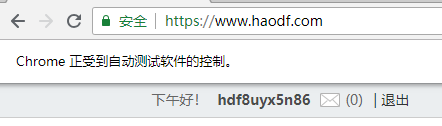 安全 | https://www.haodf.com
Chrome 正受到自动测试软件的控制。
下午好! hdf8uyx5n86 (0) | 退出